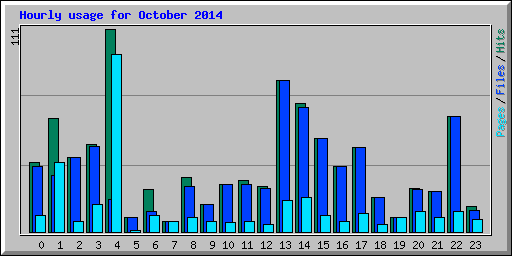 Hourly usage for October 2014
111
Pages/Files/Hits
0 1 2 3 4 5 6 7 8 9 10 11 12 13 14 15 16 17 18 19 20 21 22 23